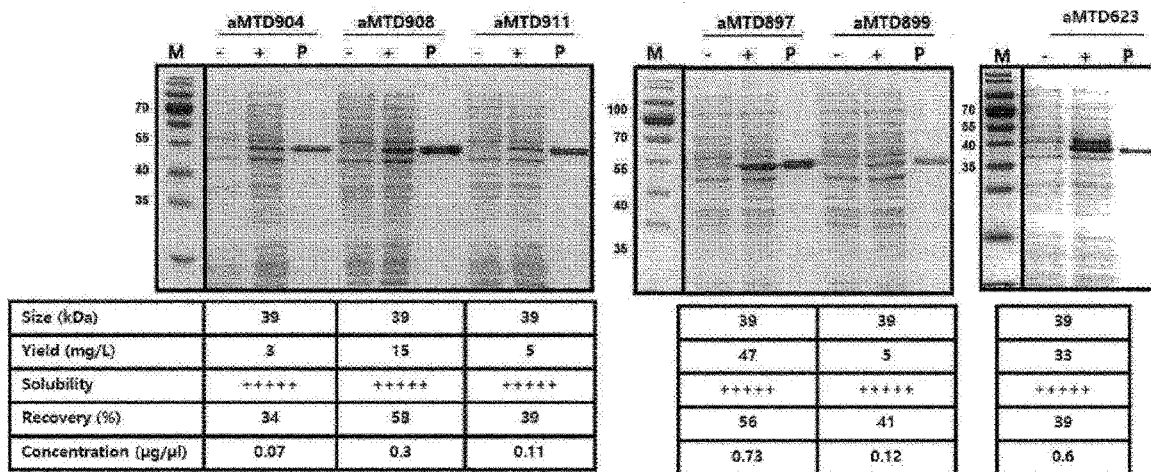 aMTD904 aMTD908 aMTD911
M - + P - + P - + P
70
55
40
35
aMTD897 aMTD899
M - + P - + P
100
70
55
40
35
aMTD623
M - + P
70
55
40
35
Size (kDa) 39 39 39 39 39 39
Yield (mg/L) 3 15 5 47 5 33
Solubility +++++ +++++ +++++ +++++ +++++ +++++
Recovery (%) 34 58 39 56 41 39
Concentration (µg/µl) 0.07 0.3 0.11 0.73 0.12 0.6